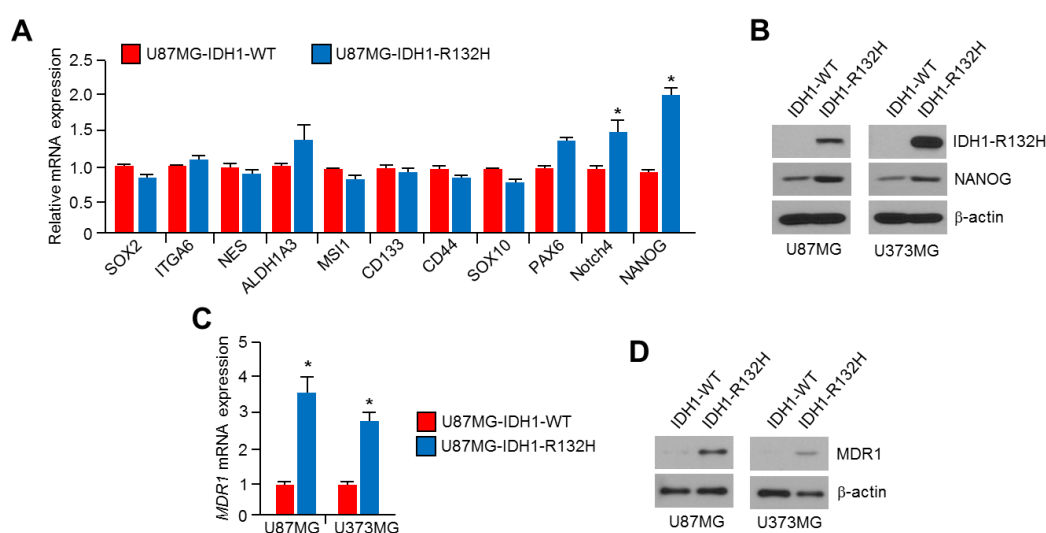 A
U87MG-IDH1-WT
U87MG-IDH1-R132H
Relative mRNA expression
2.5
2.0
1.5
1.0
0.5
0
*
*
SOX2
ITGA6
NES
ALDH1A3
MSI1
CD133
CD44
SOX10
PAX6
Notch4
NANOG
B
IDH1-WT
IDH1-R132H
IDH1-WT
IDH1-R132H
IDH1-R132H
NANOG
β-actin
U87MG
U373MG
C
MDR1 mRNA expression
5
4
3
2
1
0
*
*
U87MG
U373MG
U87MG-IDH1-WT
U87MG-IDH1-R132H
D
IDH1-WT
IDH1-R132H
IDH1-WT
IDH1-R132H
MDR1
β-actin
U87MG
U373MG